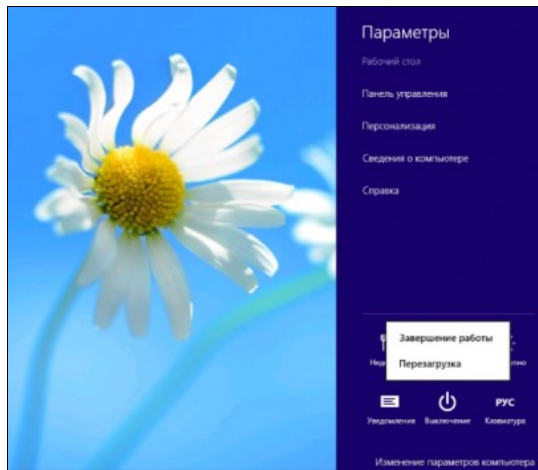 Параметры
Рабочий стол
Панель управления
Персонализация
Сведения о компьютере
Справка
Завершение работы
Перезагрузка
РУС
Уведомления Выключение Клавиатура
Изменение параметров компьютера